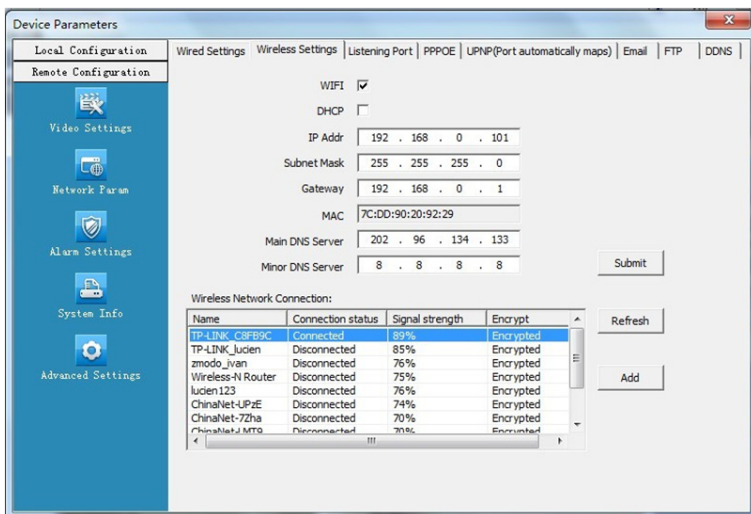 Device Parameters
Local Configuration
Remote Configuration
Video Settings
Network Param
Alarm Settings
System Info
Advanced Settings
Wired Settings Wireless Settings Listening Port PPPOE UPNP(Port automatically maps) Email FTP DDNS
WIFI
DHCP
IP Addr 192 . 168 . 0 . 101
Subnet Mask 255 . 255 . 255 . 0
Gateway 192 . 168 . 0 . 1
MAC 7C:DD:90:20:92:29
Main DNS Server 202 . 96 . 134 . 133
Minor DNS Server 8 . 8 . 8 . 8
Submit
Wireless Network Connection:
Name Connection status Signal strength Encrypt
TP-LINK_C8FB9C Connected 89% Encrypted
TP-LINK_lucien Disconnected 85% Encrypted
zmodo_ivan Disconnected 76% Encrypted
Wireless-N Router Disconnected 75% Encrypted
lucien123 Disconnected 76% Encrypted
ChinaNet-UPzE Disconnected 74% Encrypted
ChinaNet-7Zha Disconnected 70% Encrypted
ChinaNet-LMT9 Disconnected 70% Encrypted
Refresh
Add